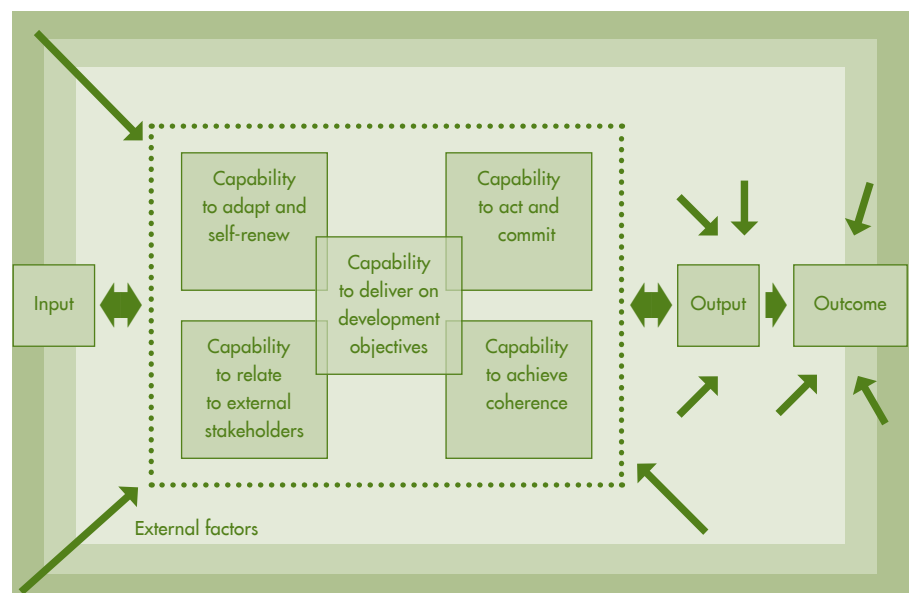 Capability
to adapt and
self-renew
Capability
to act and
commit
Capability
to deliver on
development
objectives
Input
Output
Outcome
Capability
to relate
to external
stakeholders
Capability
to achieve
coherence
External factors